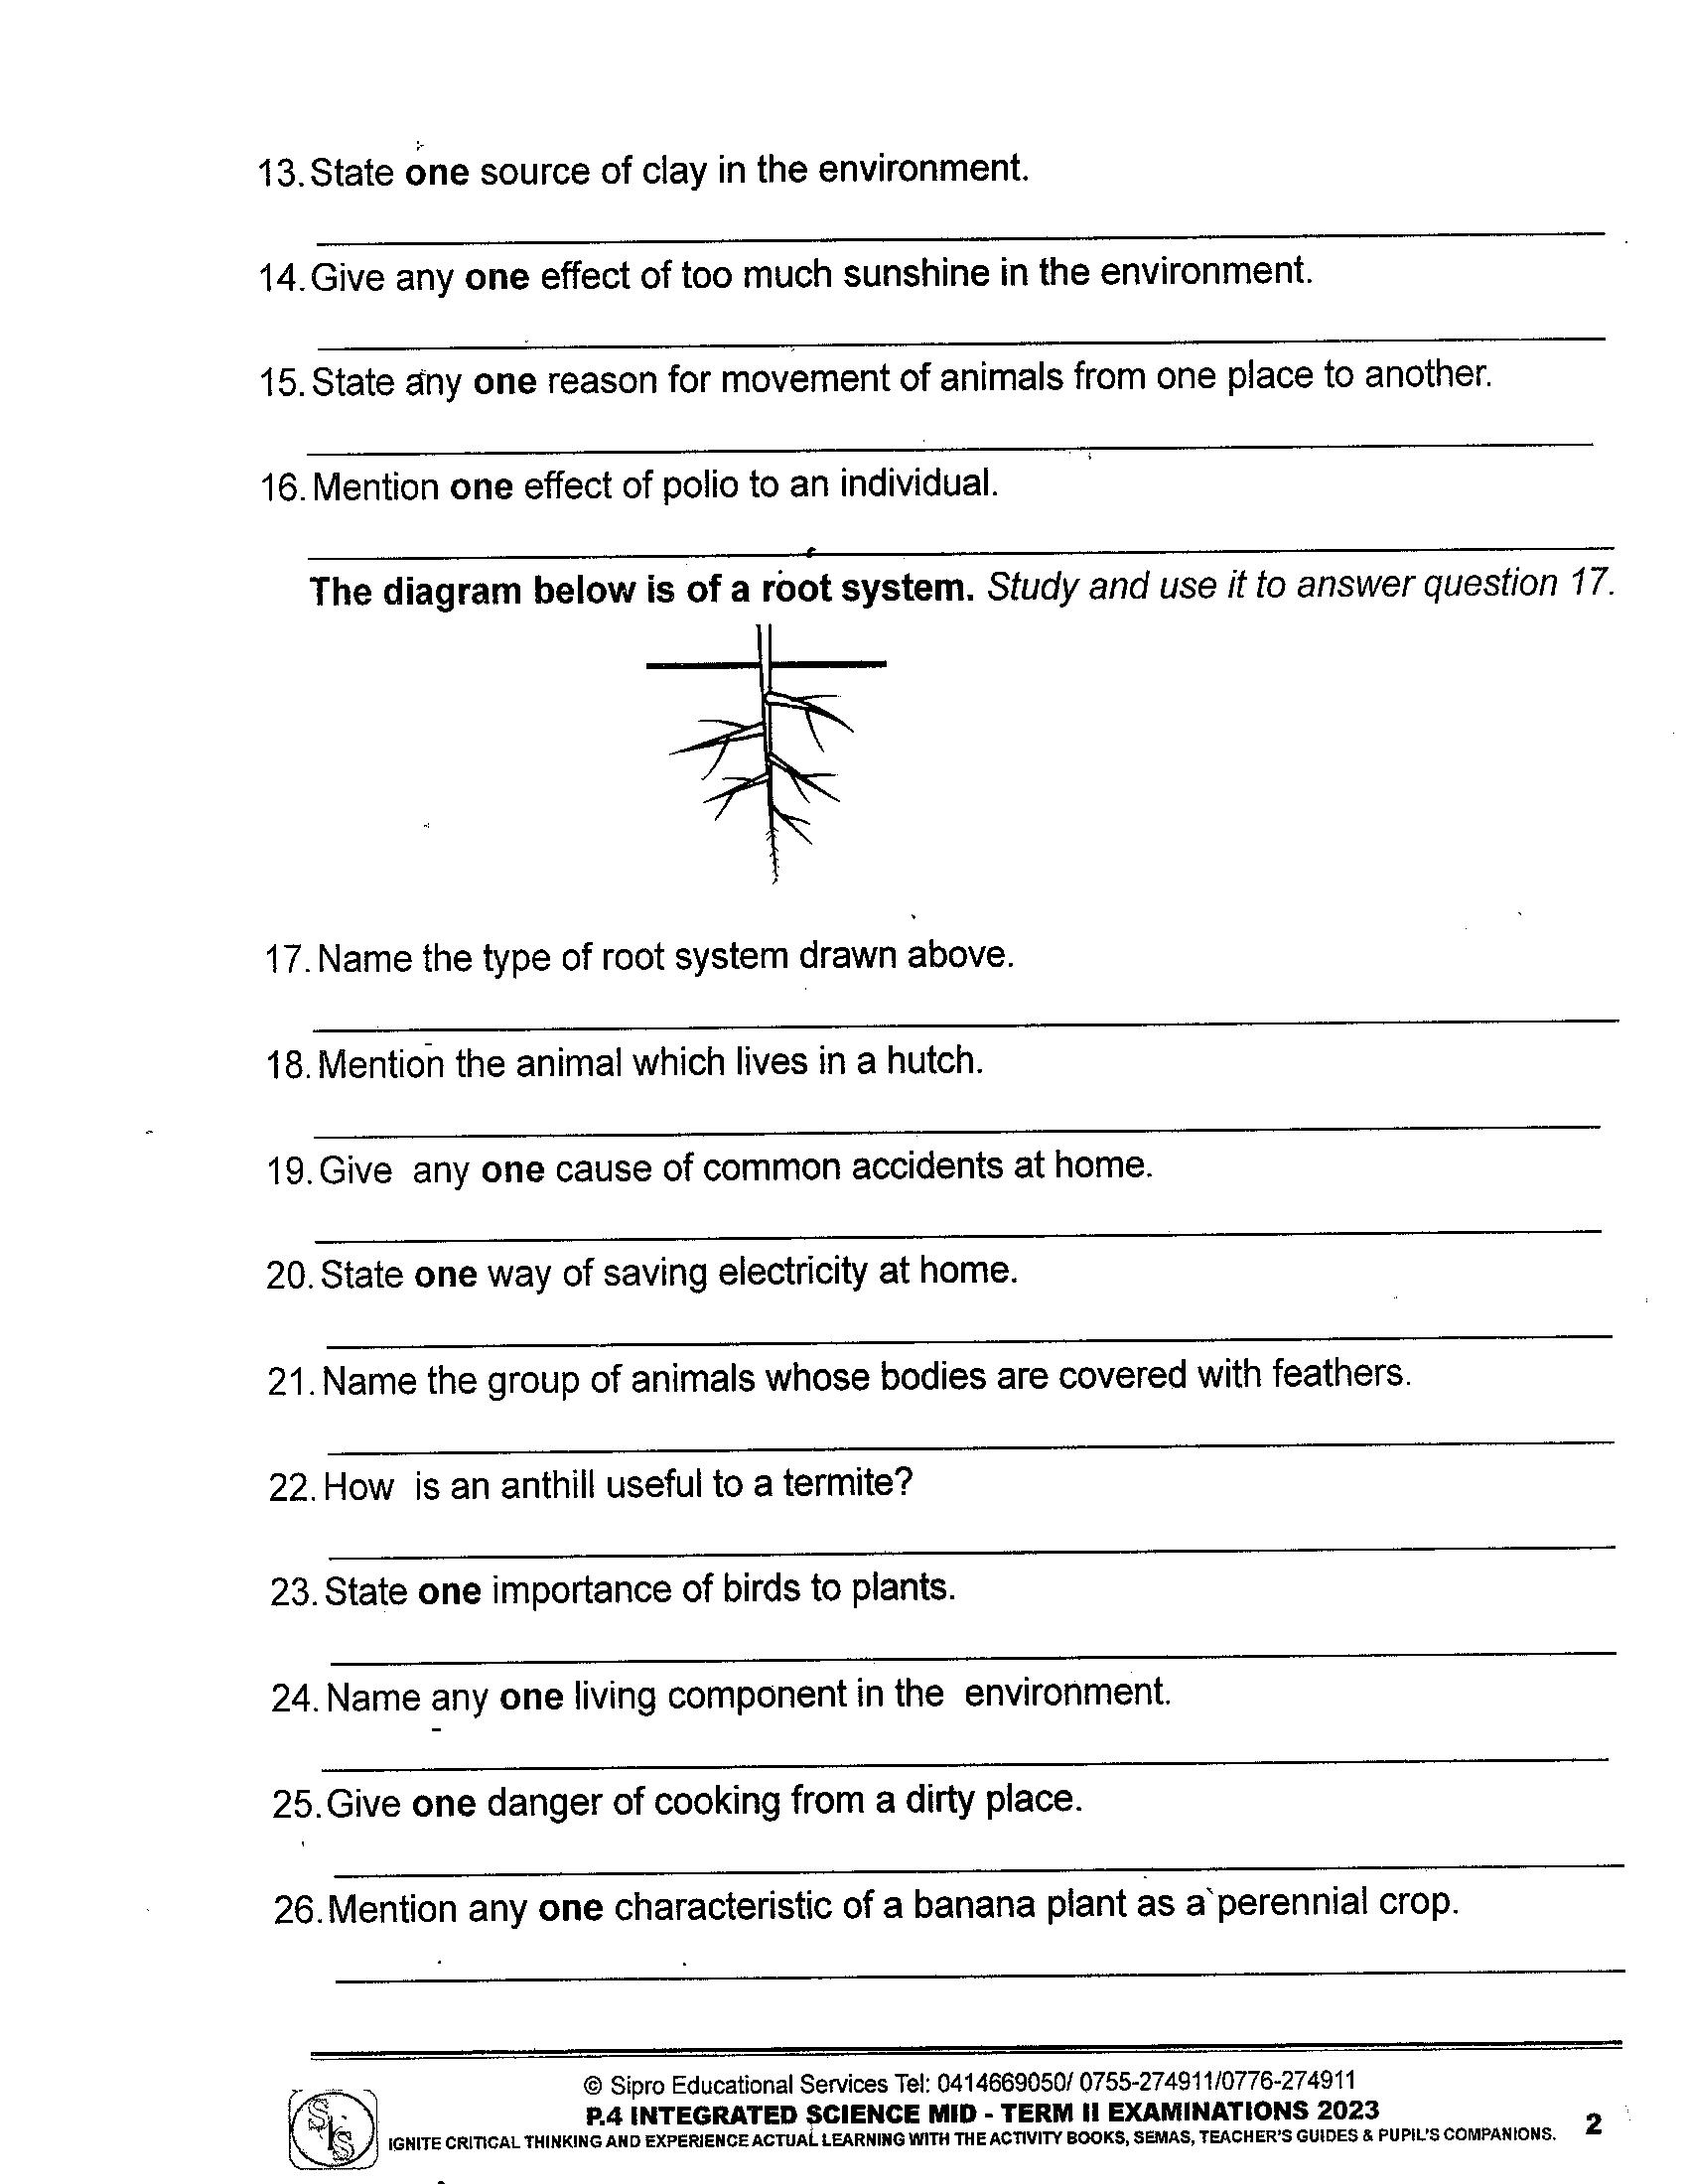 13. State one source of clay in the environment.
14. Give any one effect of too much sunshine in the environment.
15. State any one reason for movement of animals from one place to another.
16. Mention one effect of polio to an individual.
The diagram below is of a root system. Study and use it to answer question 17.
17. Name the type of root system drawn above.
18. Mention the animal which lives in a hutch.
19. Give any one cause of common accidents at home.
20. State one way of saving electricity at home.
21. Name the group of animals whose bodies are covered with feathers.
22. How is an anthill useful to a termite?
23. State one importance of birds to plants.
24. Name any one living component in the environment.
25. Give one danger of cooking from a dirty place.
26. Mention any one characteristic of a banana plant as a perennial crop.
© Sipro Educational Services Tel: 0414669050/ 0755-274911/0776-274911
P.4 INTEGRATED SCIENCE MID - TERM II EXAMINATIONS 2023
IGNITE CRITICAL THINKING AND EXPERIENCE ACTUAL LEARNING WITH THE ACTIVITY BOOKS, SEMAS, TEACHER'S GUIDES & PUPIL'S COMPANIONS.
2
SIS